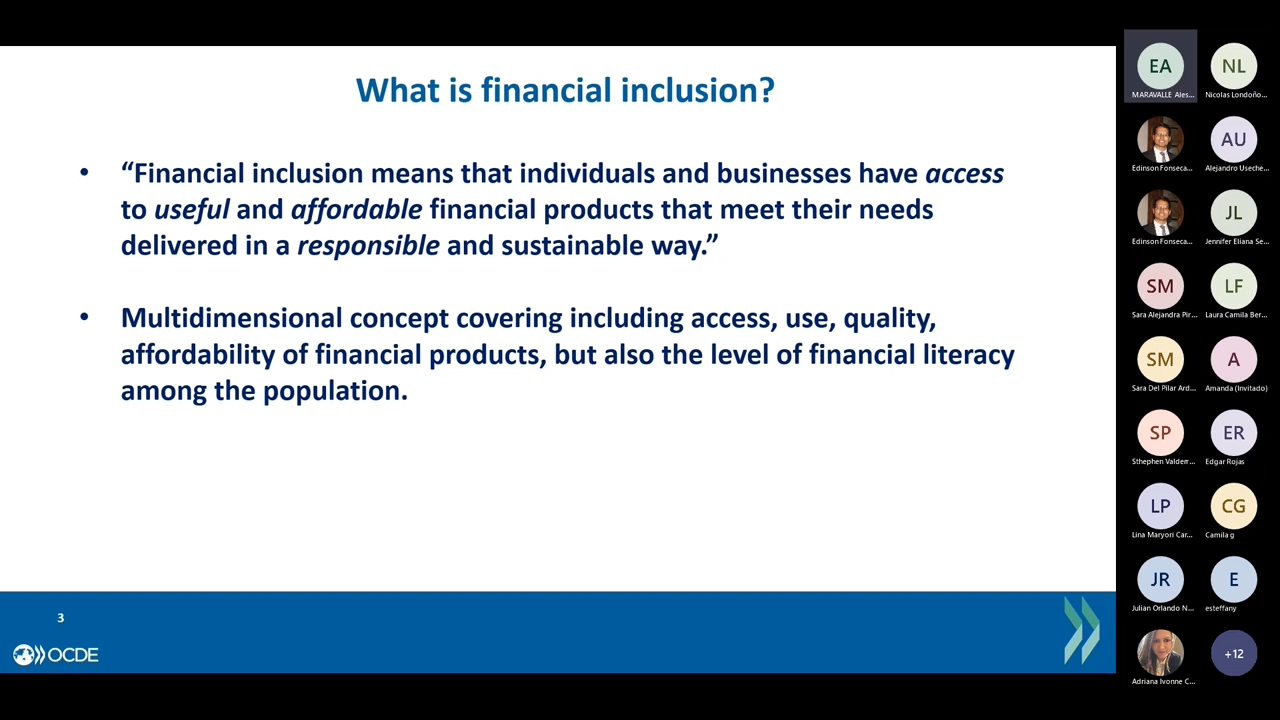 What is financial inclusion?
• “Financial inclusion means that individuals and businesses have access
to useful and affordable financial products that meet their needs
delivered in a responsible and sustainable way.”
• Multidimensional concept covering including access, use, quality,
affordability of financial products, but also the level of financial literacy
among the population.
3
OCDE
EA
MARAVALLE Ales...
NL
Nicolas Londoño...
Edinson Fonseca...
AU
Alejandro Useche...
Edinson Fonseca...
JL
Jennifer Eliana Se...
SM
Sara Alejandra Pir...
LF
Laura Camila Ber...
SM
Sara Del Pilar Ard...
A
Amanda (Invitado)
SP
Sthephen Valderr...
ER
Edgar Rojas
LP
Lina Maryori Car...
CG
Camila g
JR
Julian Orlando N...
E
esteffany
Adriana Ivonne C...
+12